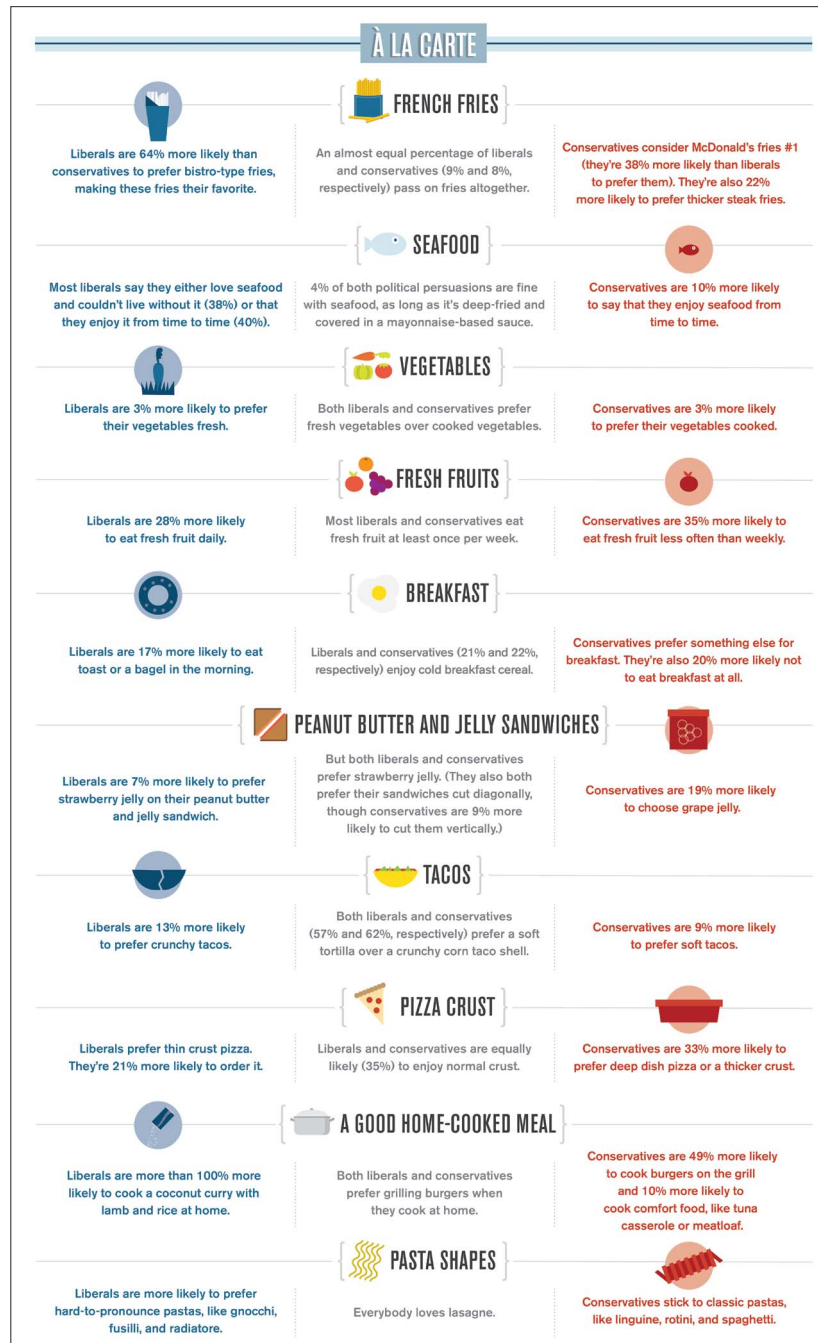 À LA CARTE
FRENCH FRIES
Liberals are 64% more likely than
conservatives to prefer bistro-type fries,
making these fries their favorite.
An almost equal percentage of liberals
and conservatives (9% and 8%,
respectively) pass on fries altogether.
Conservatives consider McDonald's fries #1
(they're 38% more likely than liberals
to prefer them). They're also 22%
more likely to prefer thicker steak fries.
SEAFOOD
Most liberals say they either love seafood
and couldn't live without it (38%) or that
they enjoy it from time to time (40%).
4% of both political persuasions are fine
with seafood, as long as it's deep-fried and
covered in a mayonnaise-based sauce.
Conservatives are 10% more likely
to say that they enjoy seafood from
time to time.
VEGETABLES
Liberals are 3% more likely to prefer
their vegetables fresh.
Both liberals and conservatives prefer
fresh vegetables over cooked vegetables.
Conservatives are 3% more likely
to prefer their vegetables cooked.
FRESH FRUITS
Liberals are 28% more likely
to eat fresh fruit daily.
Most liberals and conservatives eat
fresh fruit at least once per week.
Conservatives are 35% more likely to
eat fresh fruit less often than weekly.
BREAKFAST
Liberals are 17% more likely to eat
toast or a bagel in the morning.
Liberals and conservatives (21% and 22%,
respectively) enjoy cold breakfast cereal.
Conservatives prefer something else for
breakfast. They're also 20% more likely not
to eat breakfast at all.
PEANUT BUTTER AND JELLY SANDWICHES
Liberals are 7% more likely to prefer
strawberry jelly on their peanut butter
and jelly sandwich.
But both liberals and conservatives
prefer strawberry jelly. (They also both
prefer their sandwiches cut diagonally,
though conservatives are 9% more
likely to cut them vertically.)
Conservatives are 19% more likely
to choose grape jelly.
TACOS
Liberals are 13% more likely
to prefer crunchy tacos.
Both liberals and conservatives
(57% and 62%, respectively) prefer a soft
tortilla over a crunchy corn taco shell.
Conservatives are 9% more likely
to prefer soft tacos.
PIZZA CRUST
Liberals prefer thin crust pizza.
They're 21% more likely to order it.
Liberals and conservatives are equally
likely (35%) to enjoy normal crust.
Conservatives are 33% more likely to
prefer deep dish pizza or a thicker crust.
A GOOD HOME-COOKED MEAL
Liberals are more than 100% more
likely to cook a coconut curry with
lamb and rice at home.
Both liberals and conservatives
prefer grilling burgers when
they cook at home.
Conservatives are 49% more likely
to cook burgers on the grill
and 10% more likely to
cook comfort food, like tuna
casserole or meatloaf.
PASTA SHAPES
Liberals are more likely to prefer
hard-to-pronounce pastas, like gnocchi,
fusilli, and radiatore.
Everybody loves lasagne.
Conservatives stick to classic pastas,
like linguine, rotini, and spaghetti.